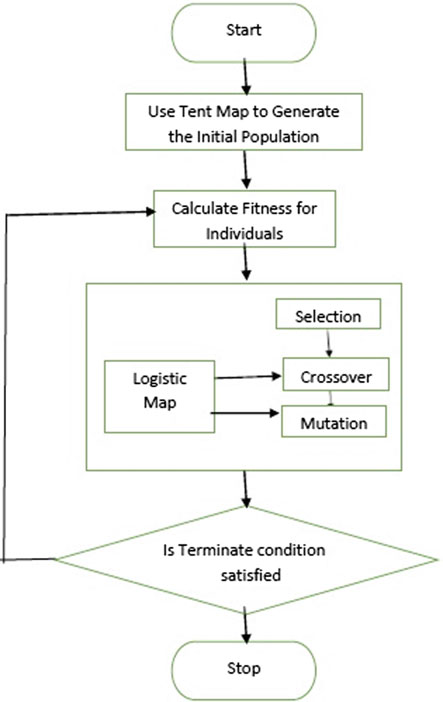 Start
Use Tent Map to Generate
the Initial Population
Calculate Fitness for
Individuals
Selection
Logistic
Map
Crossover
Mutation
Is Terminate condition
satisfied
Stop